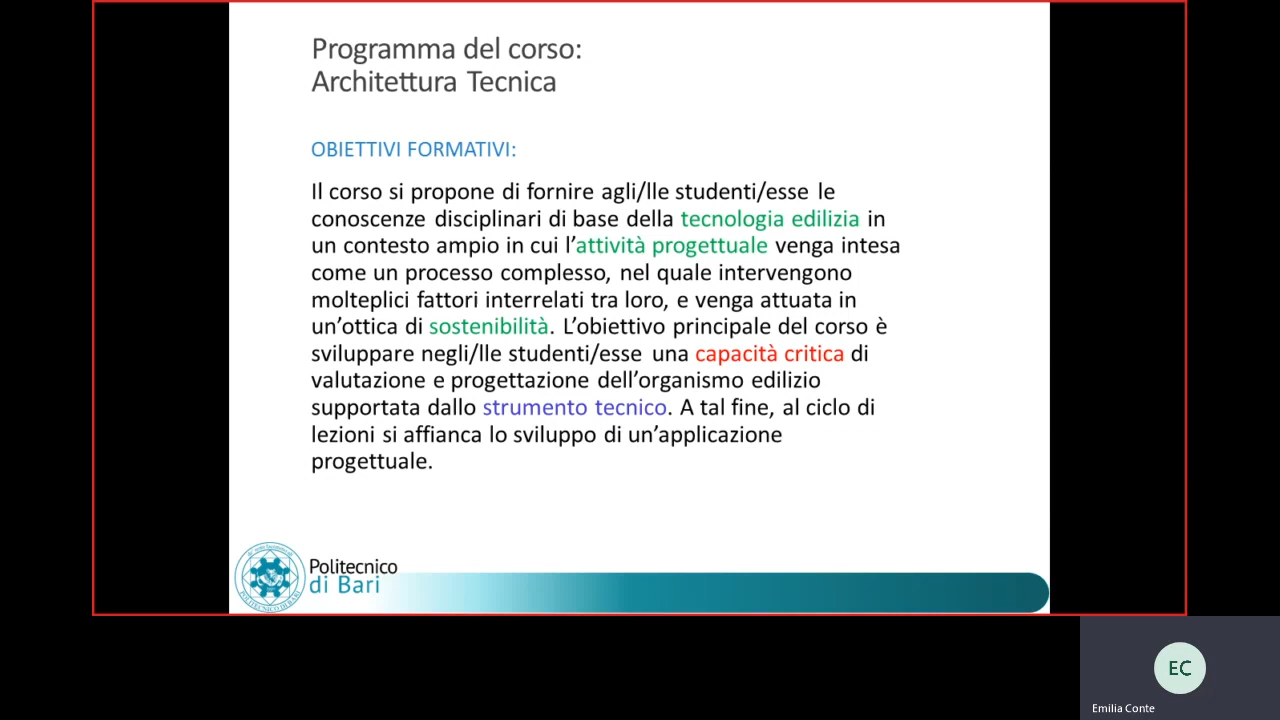 Programma del corso:
Architettura Tecnica
OBIETTIVI FORMATIVI:
Il corso si propone di fornire agli/lle studenti/esse le
conoscenze disciplinari di base della tecnologia edilizia in
un contesto ampio in cui l’attività progettuale venga intesa
come un processo complesso, nel quale intervengono
molteplici fattori interrelati tra loro, e venga attuata in
un’ottica di sostenibilità. L’obiettivo principale del corso è
sviluppare negli/lle studenti/esse una capacità critica di
valutazione e progettazione dell’organismo edilizio
supportata dallo strumento tecnico. A tal fine, al ciclo di
lezioni si affianca lo sviluppo di un’applicazione
progettuale.
POLITECNICO DI BARI
Politecnico
di Bari
EC
Emilia Conte